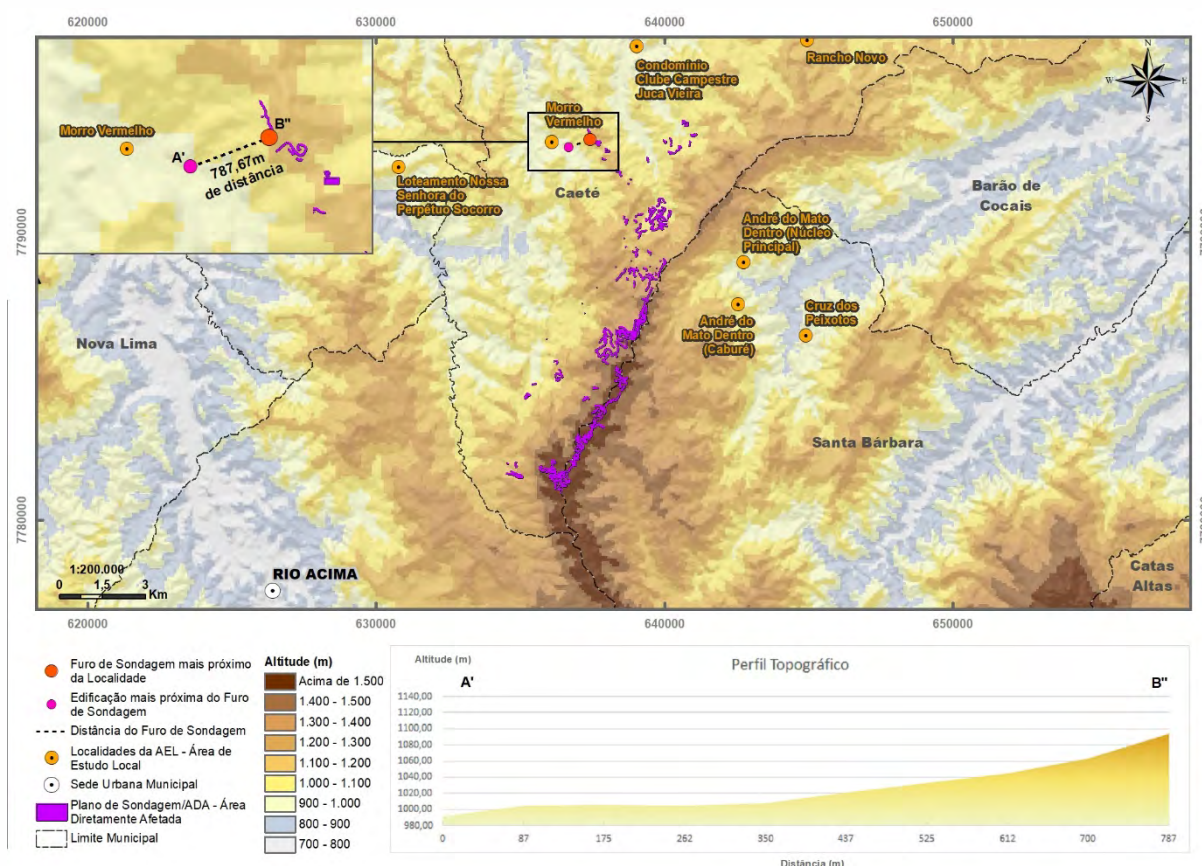 620000
630000
640000
650000
Morro Vermelho
A'
B"
787,67m
de distância
Condomínio
Clube Campestre
Juca Vieira
Rancho Novo
N
W
E
S
Morro
Vermelho
Loteamento Nossa
Senhora do
Perpétuo Socorro
Caeté
Barão de
Cocais
7790000
André do Mato
Dentro (Núcleo
Principal)
André do
Mato Dentro
(Caburé)
Cruz dos
Peixotos
Nova Lima
Santa Bárbara
7780000
Catas
Altas
1:200.000
0
1,5
3
Km
RIO ACIMA
620000
630000
640000
650000
Furo de Sondagem mais próximo
da Localidade
Edificação mais próxima do Furo
de Sondagem
Distância do Furo de Sondagem
Localidades da AEL - Área de
Estudo Local
Sede Urbana Municipal
Plano de Sondagem/ADA - Área
Diretamente Afetada
Limite Municipal
Altitude (m)
Acima de 1.500
1.400 - 1.500
1.300 - 1.400
1.200 - 1.300
1.100 - 1.200
1.000 - 1.100
900 - 1.000
800 - 900
700 - 800
Altitude (m)
Perfil Topográfico
A'
B"
1140,00
1120,00
1100,00
1080,00
1060,00
1040,00
1020,00
1000,00
980,00
0
87
175
262
350
437
525
612
700
787
Distância (m)